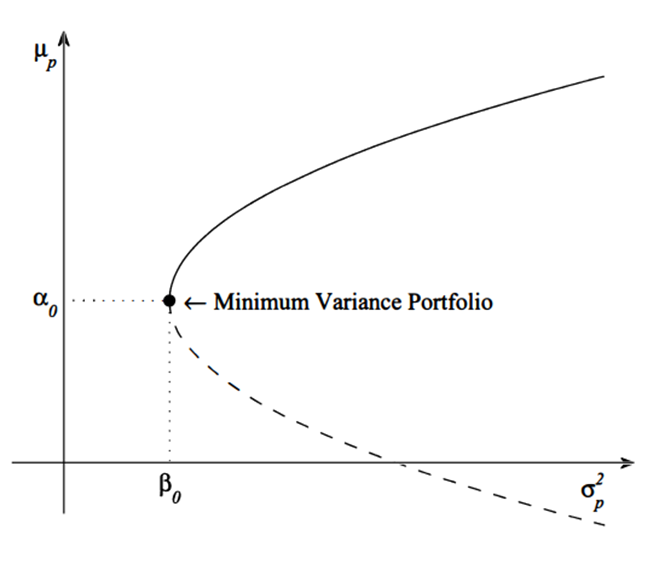 μp
α0
← Minimum Variance Portfolio
β0
σp2